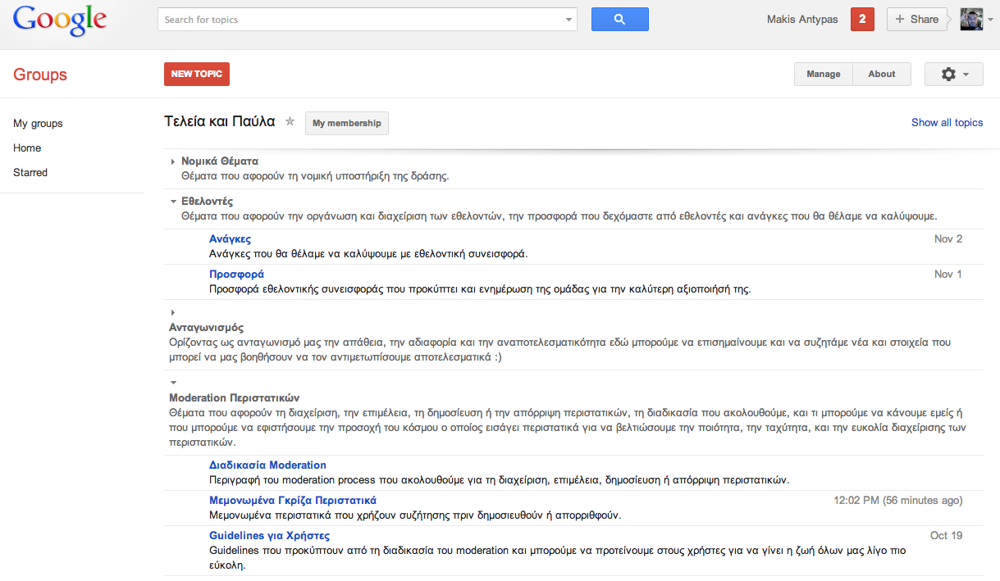 Google
Search for topics
Makis Antypas
2
+ Share
Groups
NEW TOPIC
Manage
About
My groups
Home
Starred
Τελεία και Παύλα
My membership
Show all topics
Νομικά Θέματα
Θέματα που αφορούν τη νομική υποστήριξη της δράσης.
Εθελοντές
Θέματα που αφορούν την οργάνωση και διαχείριση των εθελοντών, την προσφορά που δεχόμαστε από εθελοντές και ανάγκες που θα θέλαμε να καλύψουμε.
Ανάγκες
Nov 2
Ανάγκες που θα θέλαμε να καλύψουμε με εθελοντική συνεισφορά.
Προσφορά
Nov 1
Προσφορά εθελοντικής συνεισφοράς που προκύπτει και ενημέρωση της ομάδας για την καλύτερη αξιοποιήσή της.
Ανταγωνισμός
Ορίζοντας ως ανταγωνισμό μας την απάθεια, την αδιαφορία και την αναποτελεσματικότητα εδώ μπορούμε να επισημαίνουμε και να συζητάμε νέα και στοιχεία που
μπορεί να μας βοηθήσουν να τον αντιμετωπίσουμε αποτελεσματικά :)
Moderation Περιστατικών
Θέματα που αφορούν τη διαχείριση, την επιμέλεια, τη δημοσίευση ή την απόρριψη περιστατικών, τη διαδικασία που ακολουθούμε, και τι μπορούμε να κάνουμε εμείς ή
που μπορούμε να εφιστήσουμε την προσοχή του κόσμου ο οποίος εισάγει περιστατικά για να βελτιώσουμε την ποιότητα, την ταχύτητα, και την ευκολία διαχείρισης των
περιστατικών.
Διαδικασία Moderation
Περιγραφή του moderation process που ακολουθούμε για τη διαχείριση, επιμέλεια, δημοσίευση ή απόρριψη περιστατικών.
Μεμονωμένα Γκρίζα Περιστατικά
12:02 PM (56 minutes ago)
Μεμονωμένα περιστατικά που χρήζουν συζήτησης πριν δημοσιευθούν ή απορριθφούν.
Guidelines για Χρήστες
Oct 19
Guidelines που προκύπτουν από τη διαδικασία του moderation και μπορούμε να προτείνουμε στους χρήστες για να γίνει η ζωή όλων μας λίγο πιο
εύκολη.